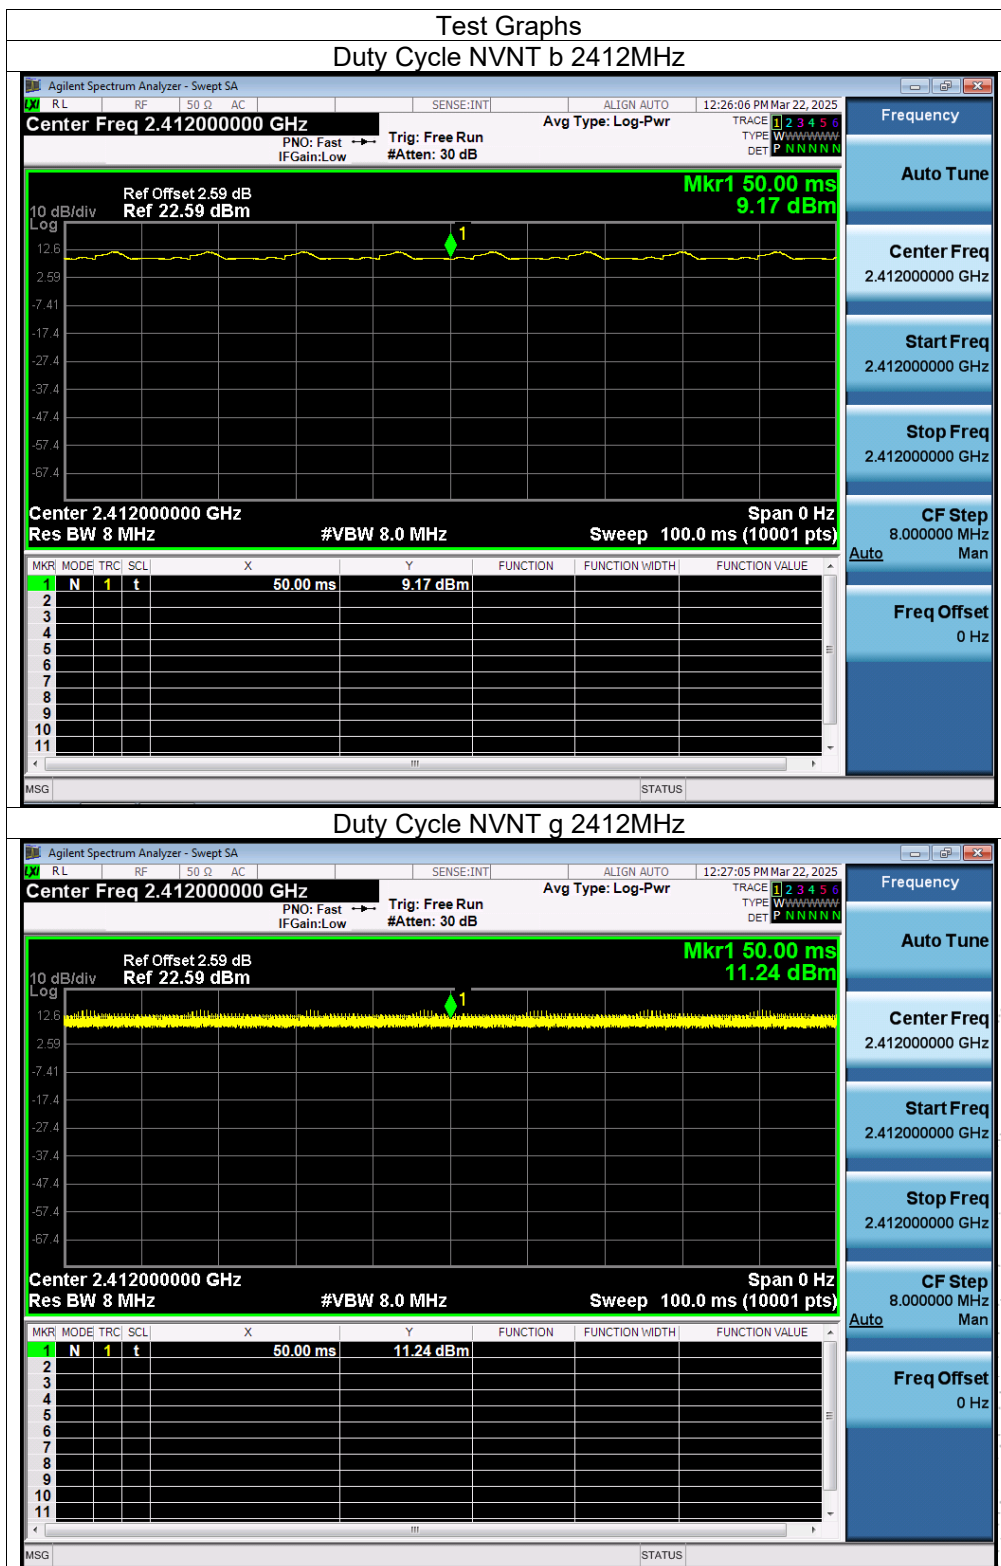 Test Graphs
Duty Cycle NVNT b 2412MHz
Agilent Spectrum Analyzer - Swept SA
LXI RL RF 50 Ω AC SENSE:INT ALIGN AUTO 12:26:06 PM Mar 22, 2025
Center Freq 2.412000000 GHz Avg Type: Log-Pwr TRACE 1 2 3 4 5 6
PNO: Fast Trig: Free Run TYPE WWWWWW
IFGain:Low #Atten: 30 dB DET P N N N N N
Frequency
Mkr1 50.00 ms
Ref Offset 2.59 dB
10 dB/div Ref 22.59 dBm 9.17 dBm
Log
1
12.6
2.59
-7.41
-17.4
-27.4
-37.4
-47.4
-57.4
-67.4
Center 2.412000000 GHz Span 0 Hz
Res BW 8 MHz #VBW 8.0 MHz Sweep 100.0 ms (10001 pts)
MKR MODE TRC SCL X Y FUNCTION FUNCTION WIDTH FUNCTION VALUE
1 N 1 t 50.00 ms 9.17 dBm
2
3
4
5
6
7
8
9
10
11
MSG STATUS
Auto Tune
Center Freq
2.412000000 GHz
Start Freq
2.412000000 GHz
Stop Freq
2.412000000 GHz
CF Step
8.000000 MHz
Auto Man
Freq Offset
0 Hz
Duty Cycle NVNT g 2412MHz
Agilent Spectrum Analyzer - Swept SA
LXI RL RF 50 Ω AC SENSE:INT ALIGN AUTO 12:27:05 PM Mar 22, 2025
Center Freq 2.412000000 GHz Avg Type: Log-Pwr TRACE 1 2 3 4 5 6
PNO: Fast Trig: Free Run TYPE WWWWWW
IFGain:Low #Atten: 30 dB DET P N N N N N
Frequency
Mkr1 50.00 ms
Ref Offset 2.59 dB
10 dB/div Ref 22.59 dBm 11.24 dBm
Log
1
12.6
2.59
-7.41
-17.4
-27.4
-37.4
-47.4
-57.4
-67.4
Center 2.412000000 GHz Span 0 Hz
Res BW 8 MHz #VBW 8.0 MHz Sweep 100.0 ms (10001 pts)
MKR MODE TRC SCL X Y FUNCTION FUNCTION WIDTH FUNCTION VALUE
1 N 1 t 50.00 ms 11.24 dBm
2
3
4
5
6
7
8
9
10
11
MSG STATUS
Auto Tune
Center Freq
2.412000000 GHz
Start Freq
2.412000000 GHz
Stop Freq
2.412000000 GHz
CF Step
8.000000 MHz
Auto Man
Freq Offset
0 Hz